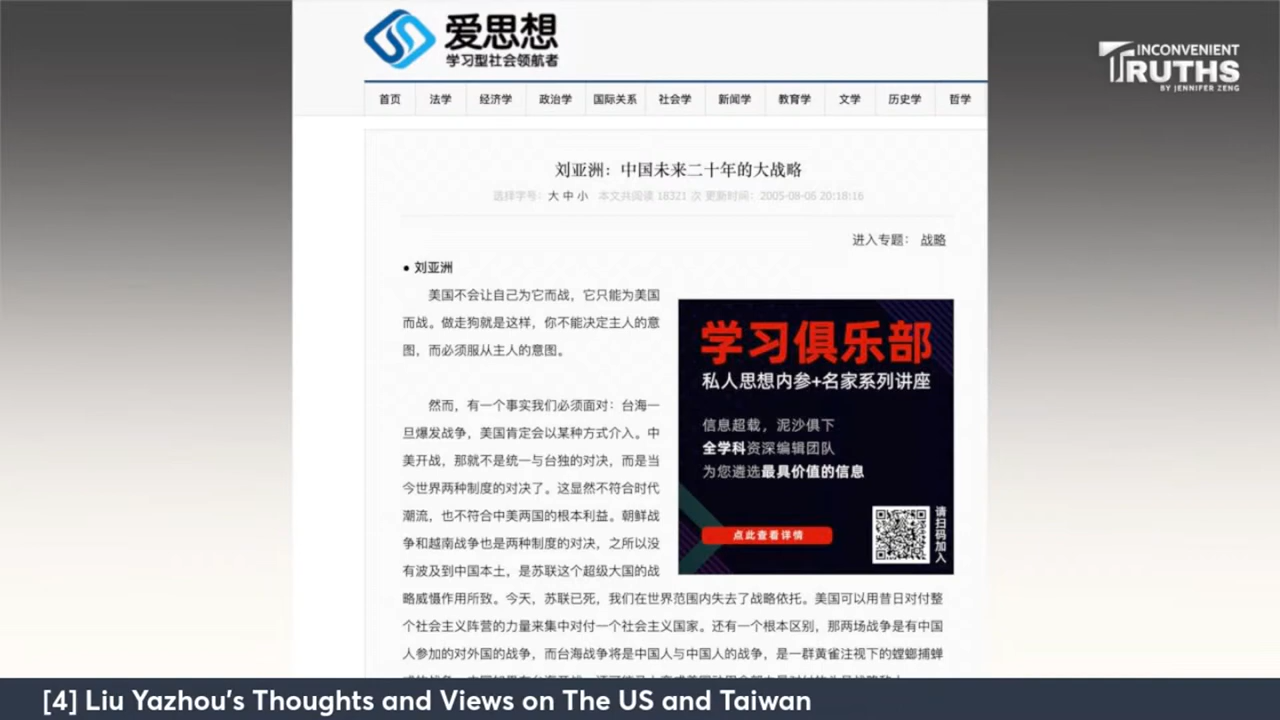 爱思想
学习型社会领航者
INCONVENIENT
TRUTHS
BY JENNIFER ZENG
首页 法学 经济学 政治学 国际关系 社会学 新闻学 教育学 文学 历史学 哲学
刘亚洲：中国未来二十年的大战略
选择字号： 大 中 小 本文共阅读 18321 次 更新时间：2005-08-06 20:18:16
进入专题： 战略
● 刘亚洲
美国不会让自己为它而战，它只能为美国
而战。做走狗就是这样，你不能决定主人的意
图，而必须服从主人的意图。
然而，有一个事实我们必须面对：台海一
旦爆发战争，美国肯定会以某种方式介入。中
美开战，那就不是统一与台独的对决，而是当
今世界两种制度的对决了。这显然不符合时代
潮流，也不符合中美两国的根本利益。朝鲜战
争和越南战争也是两种制度的对决，之所以没
有波及到中国本土，是苏联这个超级大国的战
略威慑作用所致。今天，苏联已死，我们在世界范围内失去了战略依托。美国可以用昔日对付整
个社会主义阵营的力量来集中对付一个社会主义国家。还有一个根本区别，那两场战争是有中国
人参加的对外国的战争，而台海战争将是中国人与中国人的战争，是一群黄雀注视下的螳螂捕蝉
学习俱乐部
私人思想内参+名家系列讲座
信息超载，泥沙俱下
全学科资深编辑团队
为您遴选最具价值的信息
点此查看详情
请扫码加入
[4] Liu Yazhou's Thoughts and Views on The US and Taiwan